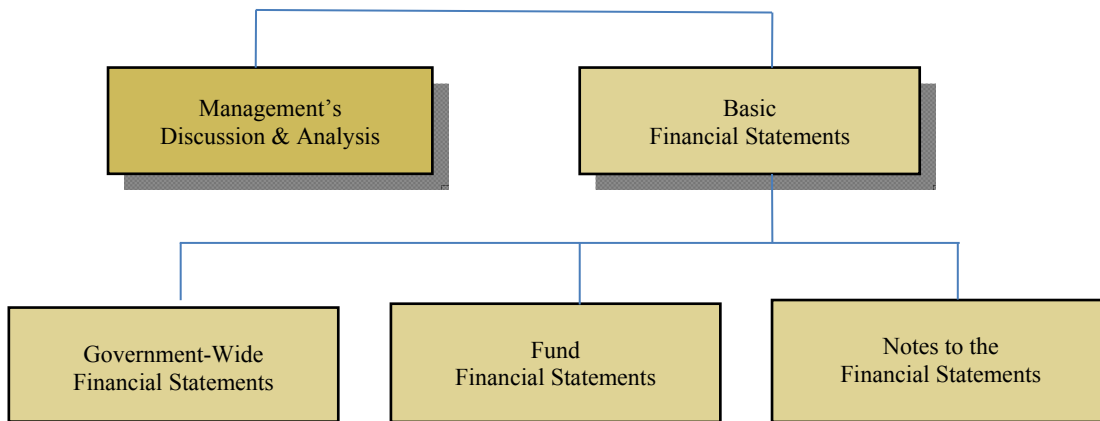 Management’s
Discussion & Analysis
Basic
Financial Statements
Government-Wide
Financial Statements
Fund
Financial Statements
Notes to the
Financial Statements